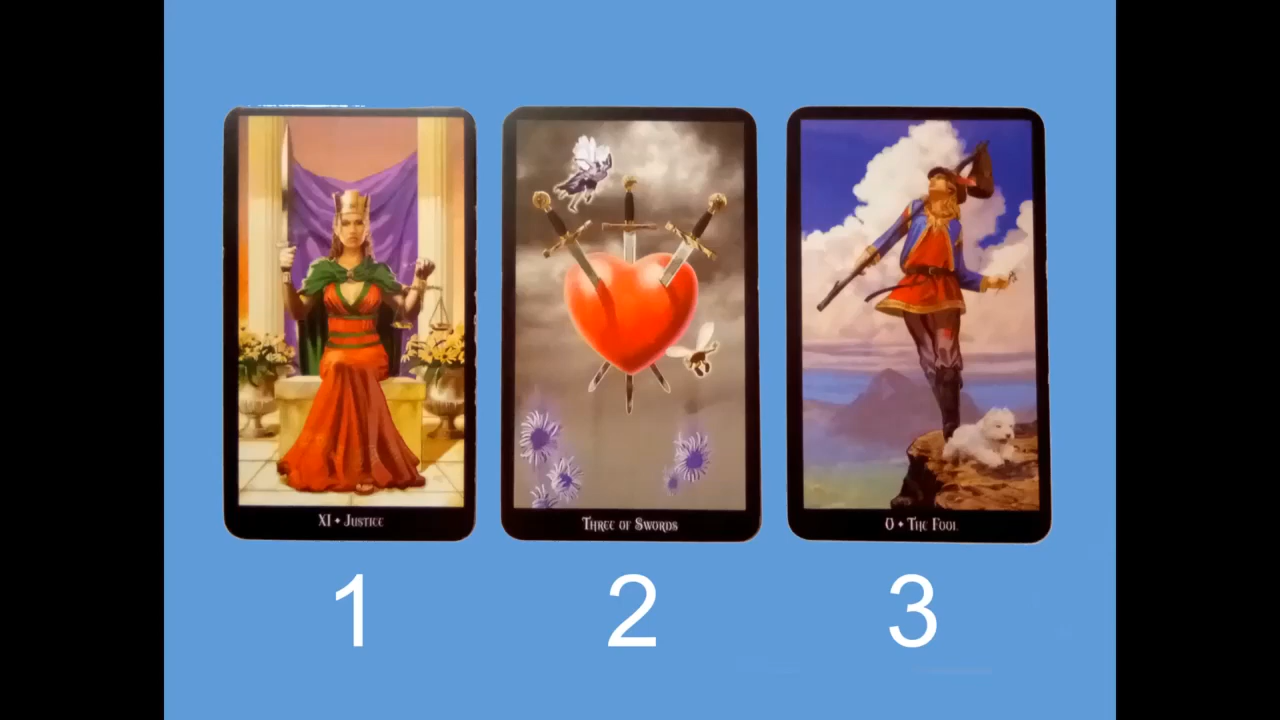 XI ♦ Justice
Three of Swords
0 ♦ The Fool
1
2
3